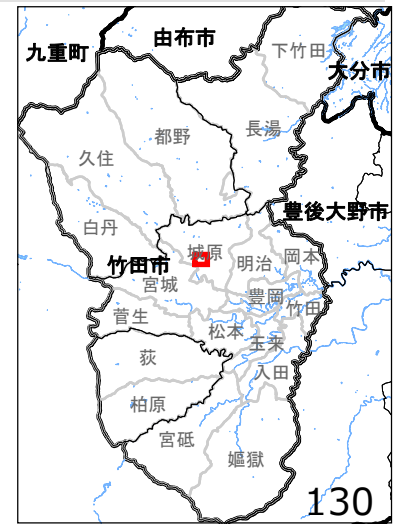 由布市
九重町
下竹田
大分市
都野
長湯
久住
白丹
豊後大野市
城原
岡本
竹田市
明治
宮城
豊岡
竹田
菅生
松本
玉来
荻
入田
柏原
宮砥
嫗獄
130